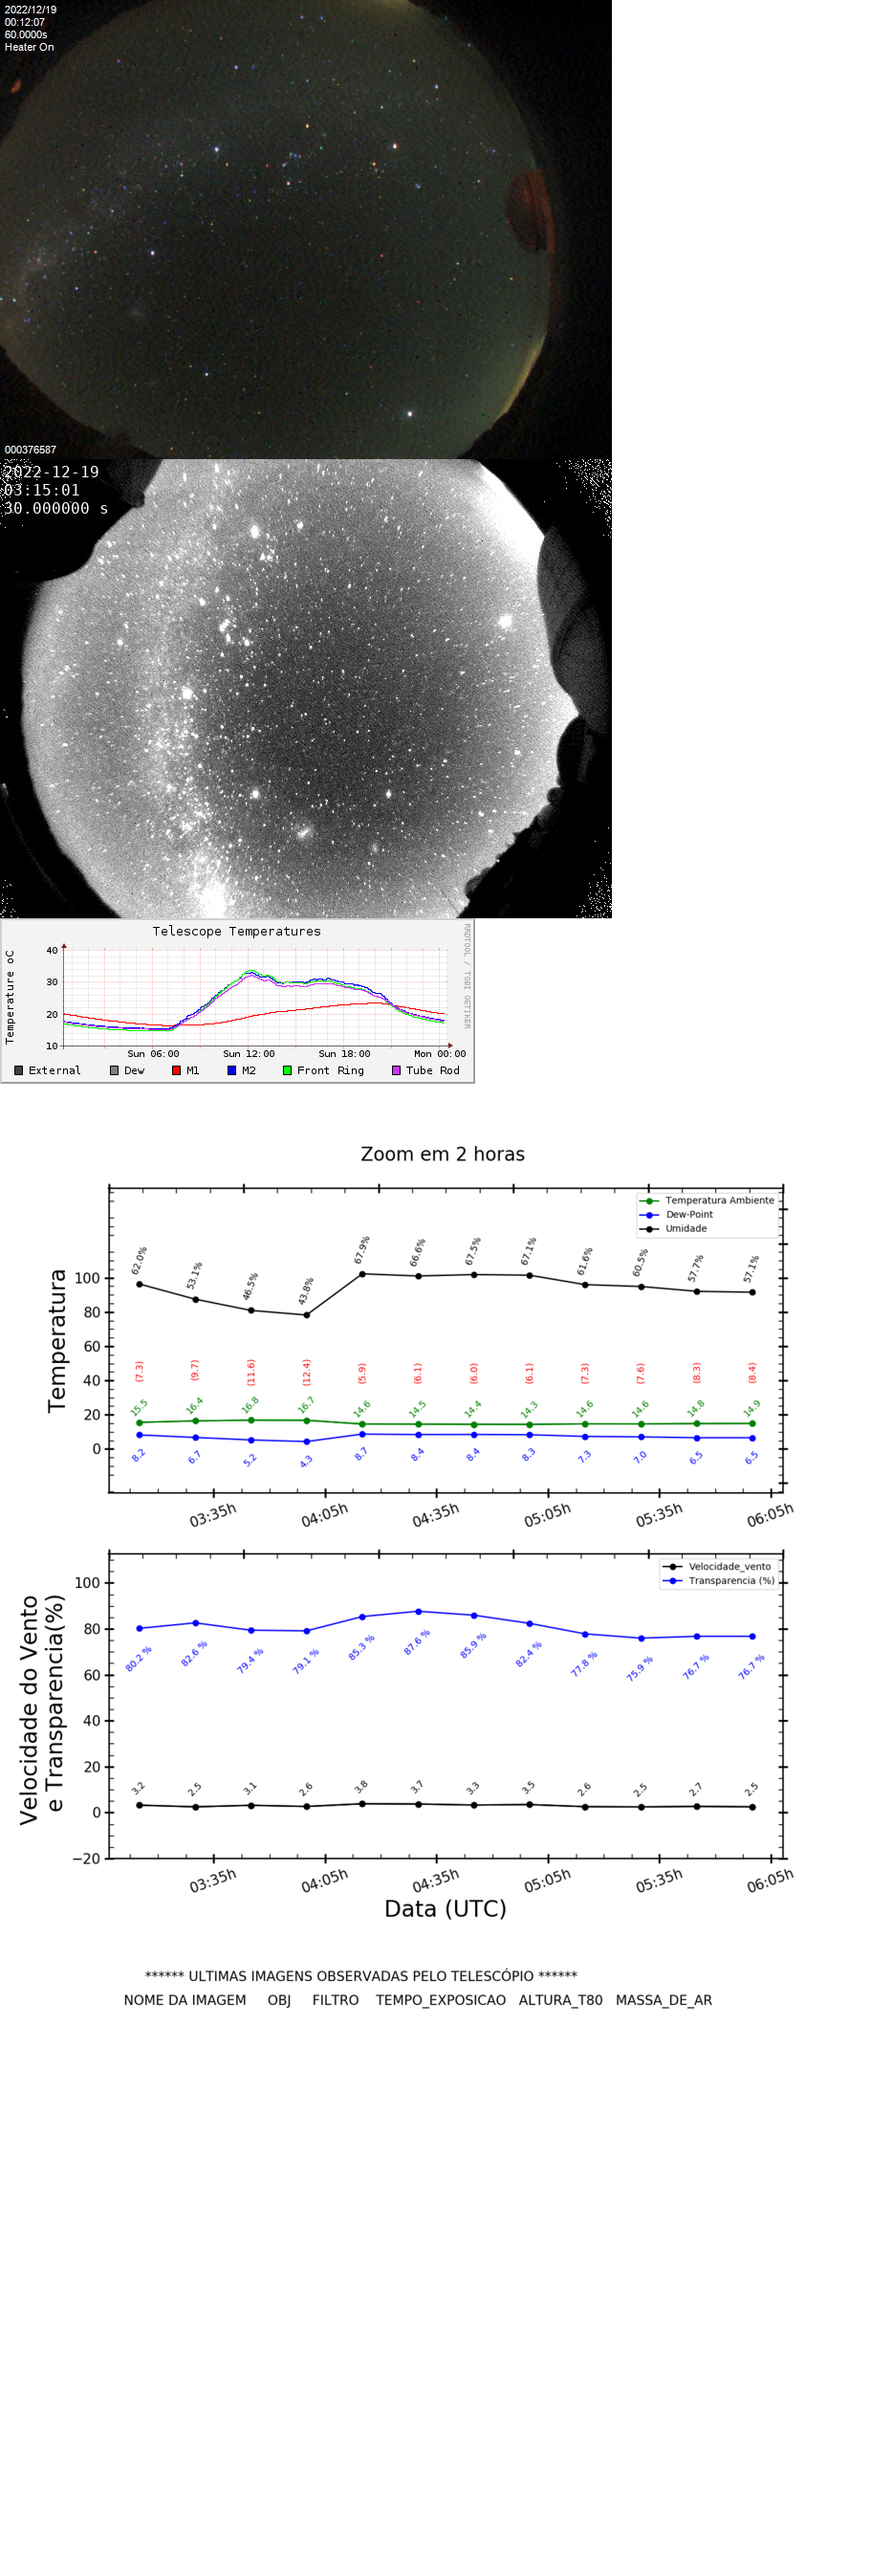 2022/12/19
00:12:07
60.0000s
Heater On
000376587
2022-12-19
03:15:01
30.000000 s
Telescope Temperatures
RRDTOOL / TOBI OETIKER
Temperature oC
40
30
20
10
Sun 06:00 Sun 12:00 Sun 18:00 Mon 00:00
External Dew M1 M2 Front Ring Tube Rod
Zoom em 2 horas
Temperatura Ambiente
Dew-Point
Umidade
Temperatura
100
80
60
40
20
0
62.0% 53.1% 46.5% 43.8% 67.9% 66.6% 67.5% 67.1% 61.6% 60.5% 57.7% 57.1%
(7.3) (9.7) (11.6) (12.4) (5.9) (6.1) (6.0) (6.1) (7.3) (7.6) (8.3) (8.4)
15.5 16.4 16.8 16.7 14.6 14.5 14.4 14.3 14.6 14.6 14.8 14.9
8.2 6.7 5.2 4.3 8.7 8.4 8.4 8.3 7.3 7.0 6.5 6.5
03:35h 04:05h 04:35h 05:05h 05:35h 06:05h
Velocidade_vento
Transparencia (%)
Velocidade do Vento
e Transparencia(%)
100
80
60
40
20
0
−20
80.2 % 82.6 % 79.4 % 79.1 % 85.3 % 87.6 % 85.9 % 82.4 % 77.8 % 75.9 % 76.7 % 76.7 %
3.2 2.5 3.1 2.6 3.8 3.7 3.3 3.5 2.6 2.5 2.7 2.5
03:35h 04:05h 04:35h 05:05h 05:35h 06:05h
Data (UTC)
****** ULTIMAS IMAGENS OBSERVADAS PELO TELESCÓPIO ******
NOME DA IMAGEM OBJ FILTRO TEMPO_EXPOSICAO ALTURA_T80 MASSA_DE_AR